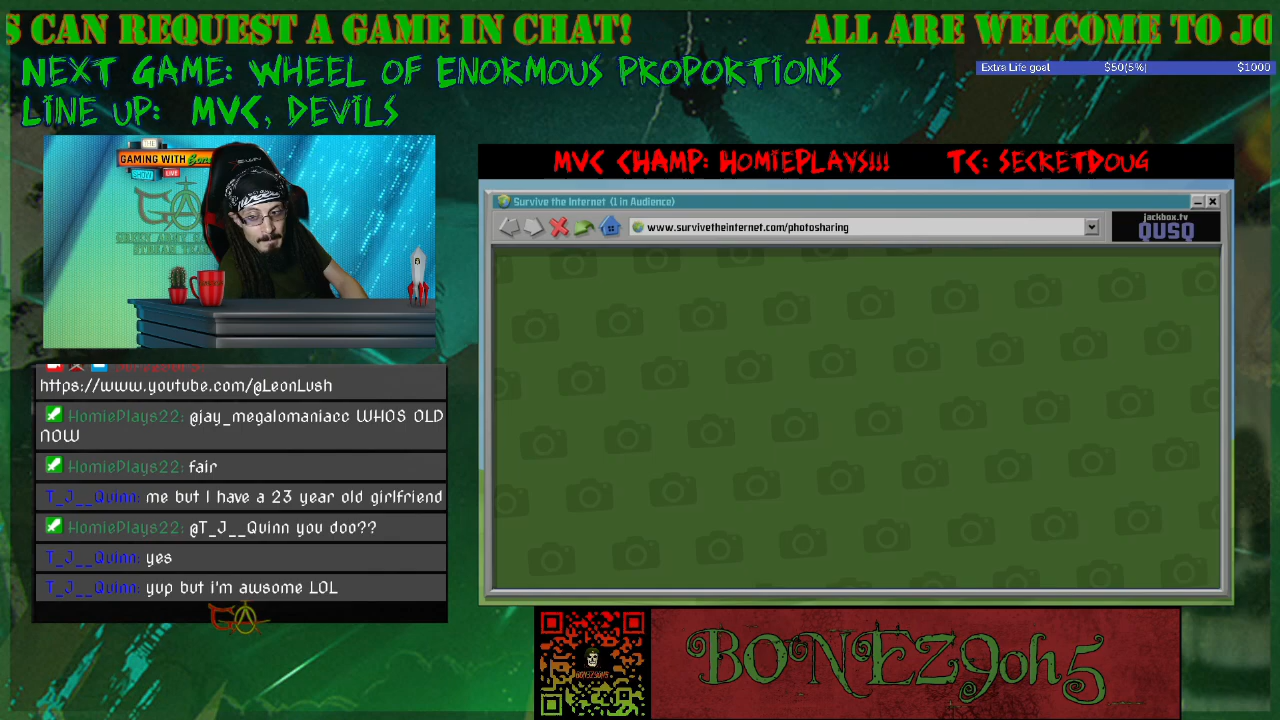 S CAN REQUEST A GAME IN CHAT!
ALL ARE WELCOME TO JO
NEXT GAME: WHEEL OF ENORMOUS PROPORTIONS
LINE UP: MVC, DEVILS
Extra Life goal $50(5%) $1000
GAMING WITH
SHOW
LIVE
MVC CHAMP: HOMIEPLAYS!!! TC: SECRETDOUG
Survive the Internet (1 in Audience)
www.survivetheinternet.com/photosharing
jackbox.tv
QUSQ
https://www.youtube.com/@LeonLush
HomiePlays22: @jay_megalomaniacc WHOS OLD
NOW
HomiePlays22: fair
T_J__Quinn: me but I have a 23 year old girlfriend
HomiePlays22: @T_J__Quinn you doo??
T_J__Quinn: yes
T_J__Quinn: yup but i'm awsome LOL
GA
BONEZ9oh5